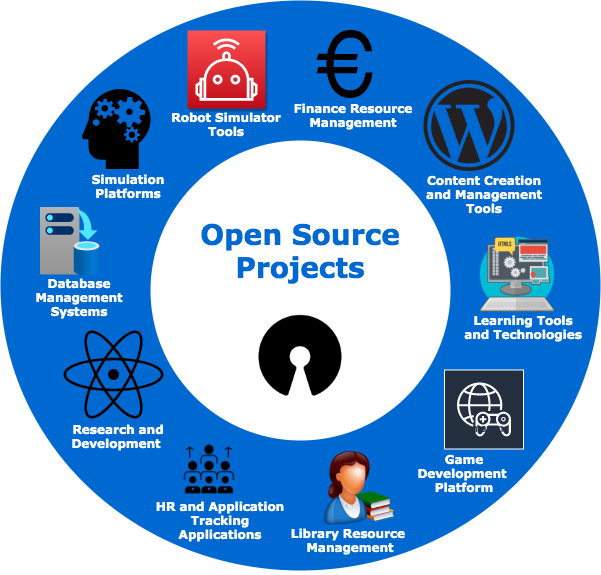 Open Source
Projects
Finance Resource
Management
Content Creation
and Management
Tools
HTML5
Learning Tools
and Technologies
Game
Development
Platform
Library Resource
Management
HR and Application
Tracking
Applications
Research and
Development
Database
Management
Systems
Simulation
Platforms
Robot Simulator
Tools